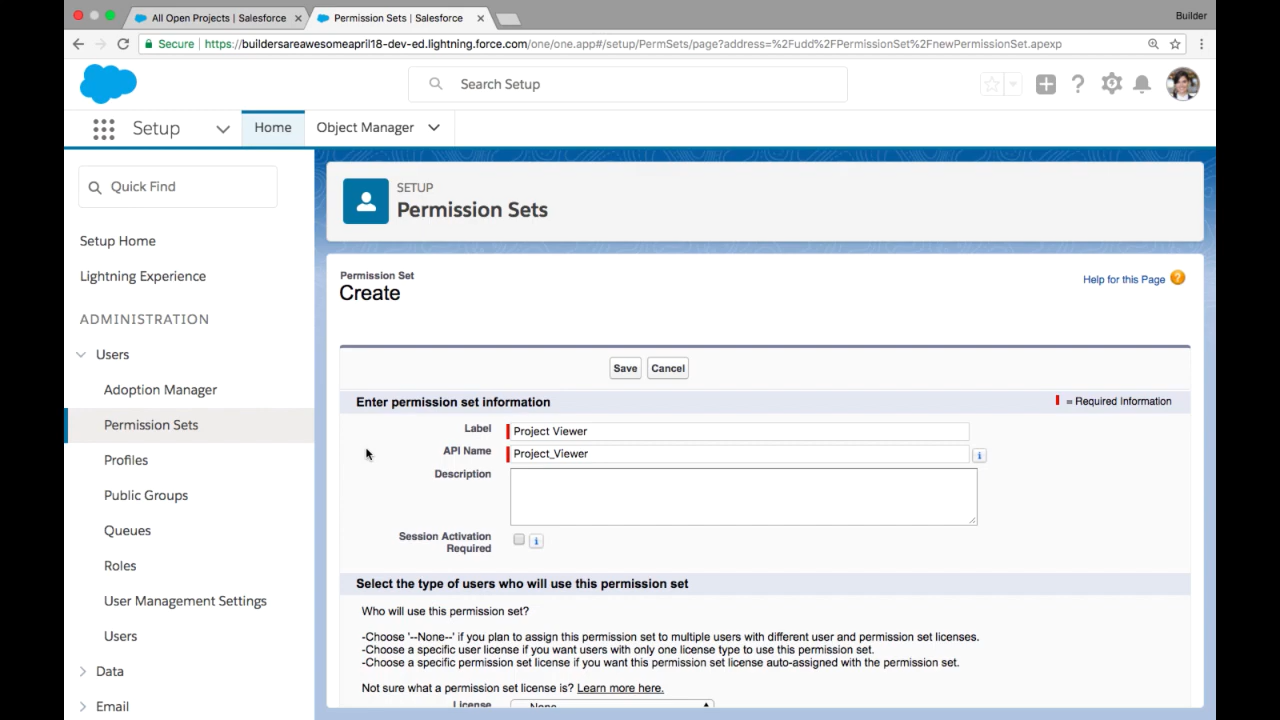 All Open Projects | Salesforce
Permission Sets | Salesforce
Builder
Secure
https://buildersareawesomeapril18-dev-ed.lightning.force.com/one/one.app#/setup/PermSets/page?address=%2Fudd%2FPermissionSet%2FnewPermissionSet.apexp
Search Setup
Setup
Home
Object Manager
Quick Find
Setup Home
Lightning Experience
ADMINISTRATION
Users
Adoption Manager
Permission Sets
Profiles
Public Groups
Queues
Roles
User Management Settings
Users
Data
Email
SETUP
Permission Sets
Permission Set
Create
Help for this Page ?
Save
Cancel
Enter permission set information
= Required Information
Label
Project Viewer
API Name
Project_Viewer
i
Description
Session Activation
Required
i
Select the type of users who will use this permission set
Who will use this permission set?
-Choose '--None--' if you plan to assign this permission set to multiple users with different user and permission set licenses.
-Choose a specific user license if you want users with only one license type to use this permission set.
-Choose a specific permission set license if you want this permission set license auto-assigned with the permission set.
Not sure what a permission set license is? Learn more here.
License
--None--